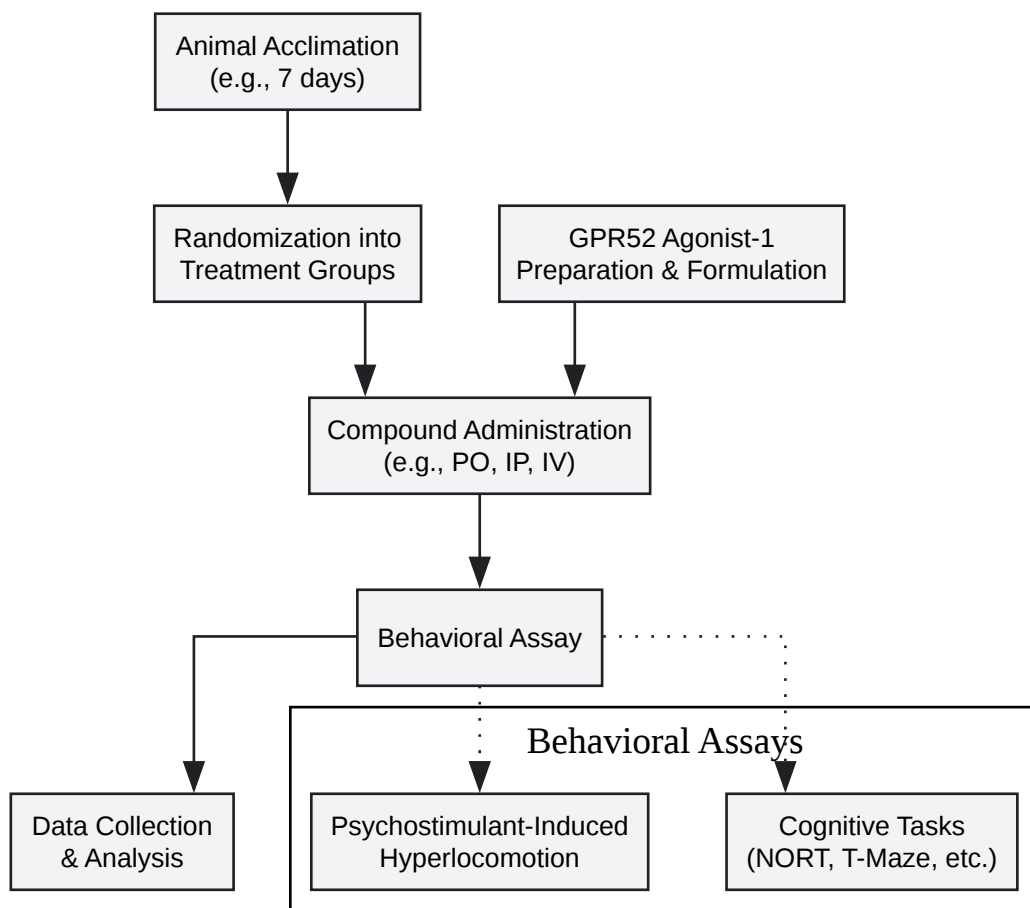 Animal Acclimation
(e.g., 7 days)
Randomization into
Treatment Groups
GPR52 Agonist-1
Preparation & Formulation
Compound Administration
(e.g., PO, IP, IV)
Behavioral Assay
Behavioral Assays
Data Collection
& Analysis
Psychostimulant-Induced
Hyperlocomotion
Cognitive Tasks
(NORT, T-Maze, etc.)